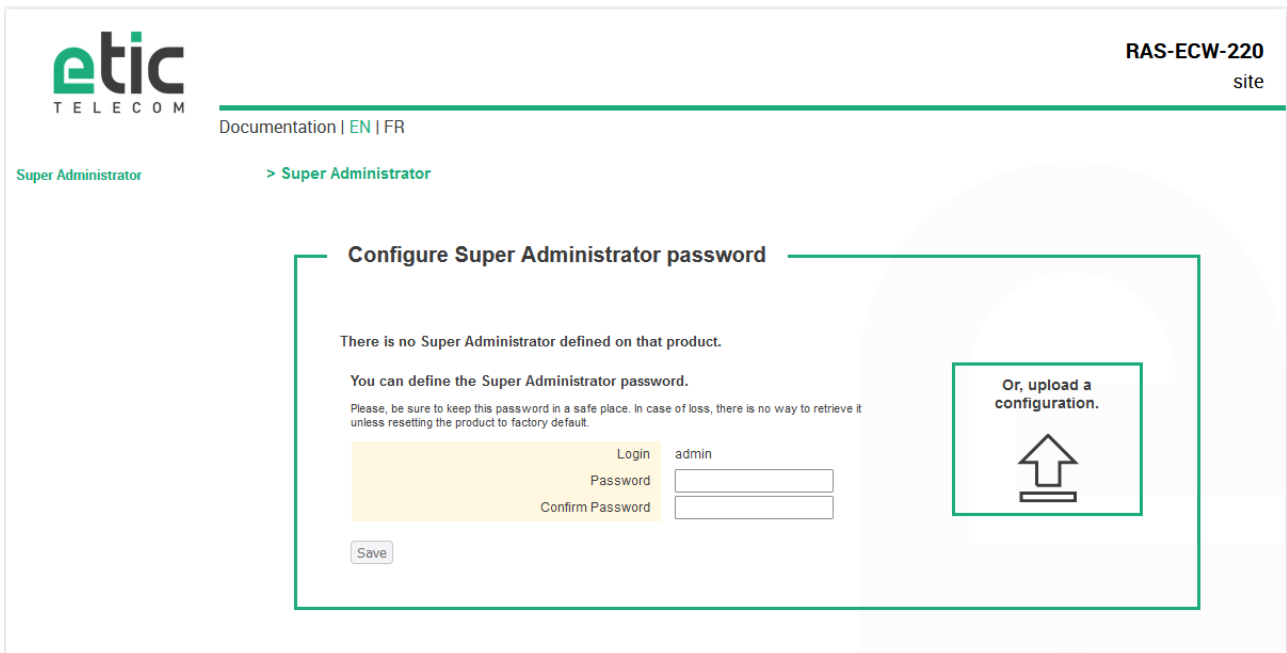 etic
TELECOM
RAS-ECW-220
site
Documentation | EN | FR
Super Administrator
> Super Administrator
Configure Super Administrator password
There is no Super Administrator defined on that product.
You can define the Super Administrator password.
Please, be sure to keep this password in a safe place. In case of loss, there is no way to retrieve it
unless resetting the product to factory default.
Login admin
Password
Confirm Password
Save
Or, upload a
configuration.